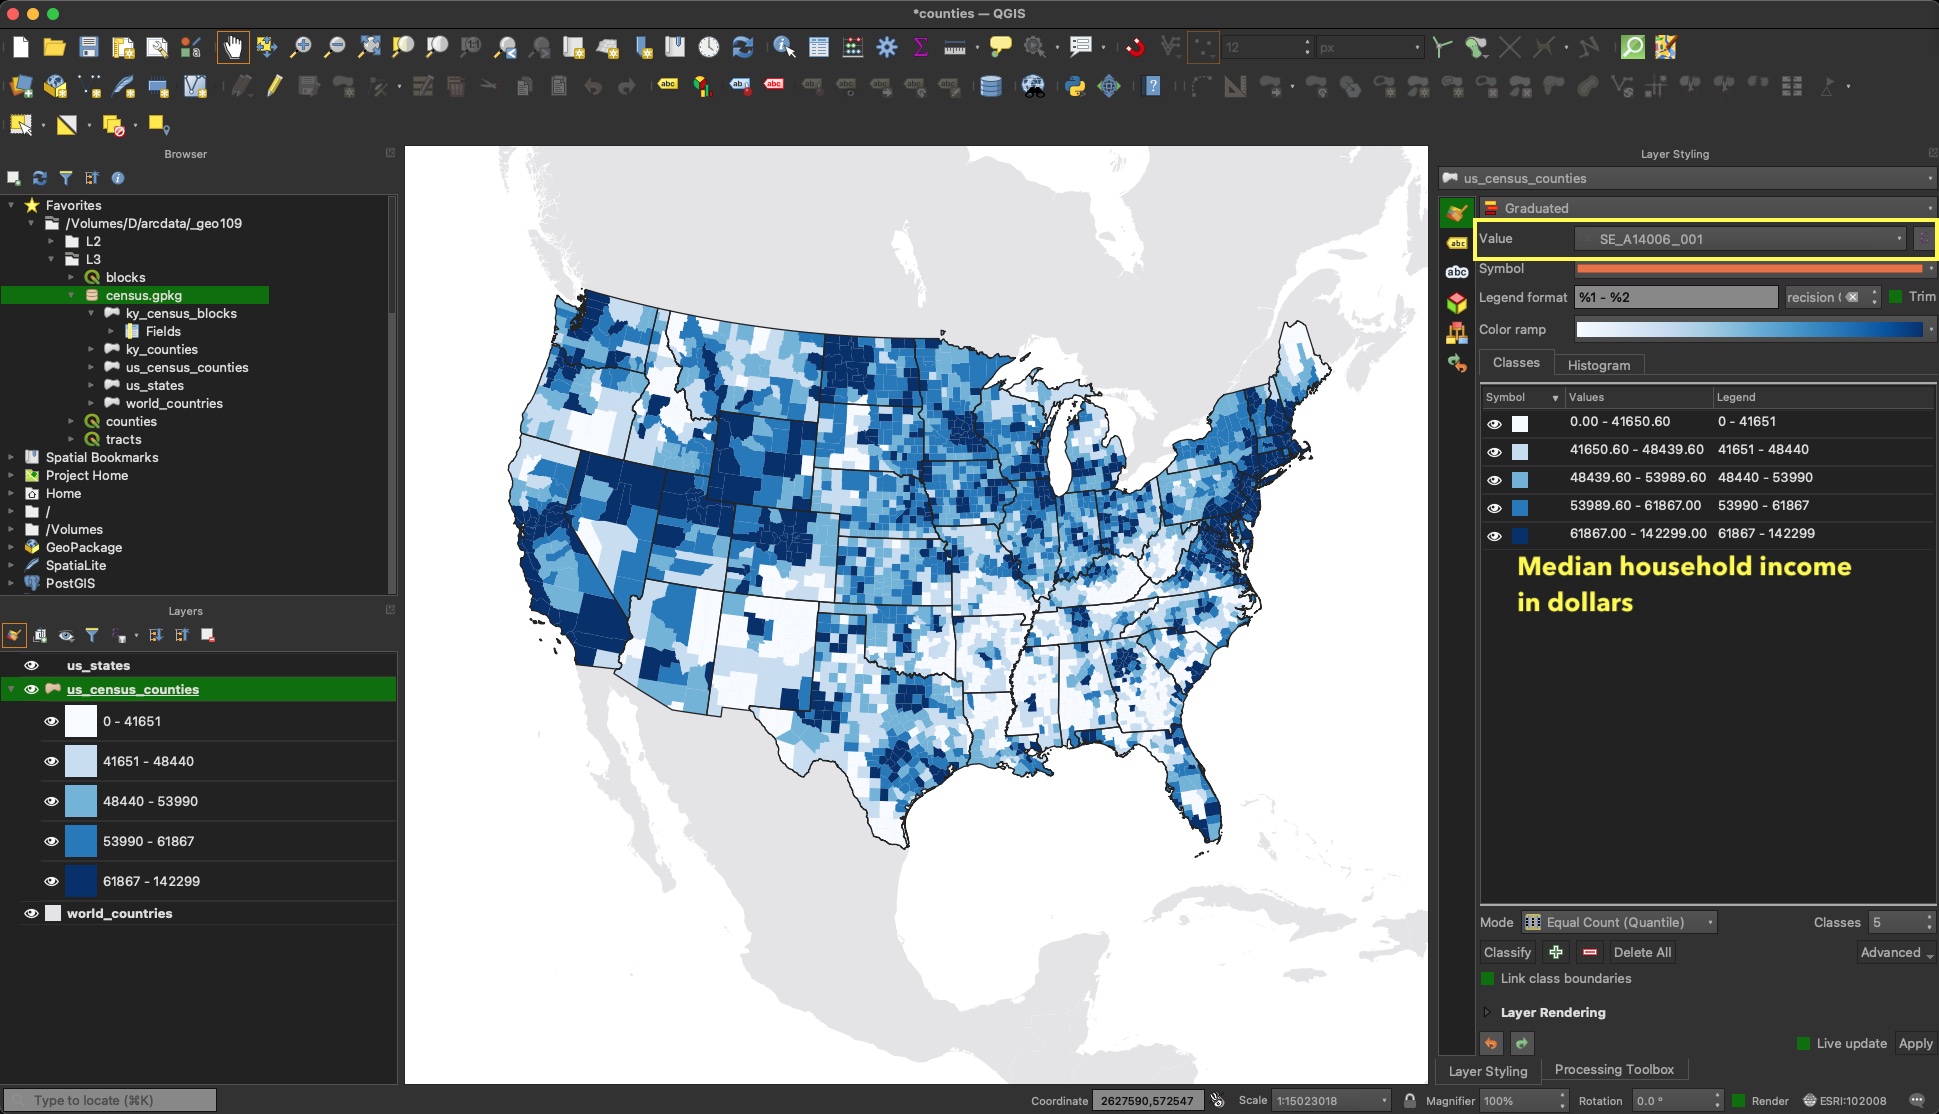 *counties — QGIS
12
px
Browser
Favorites
/Volumes/D/arcdata/_geo109
L2
L3
blocks
census.gpkg
ky_census_blocks
Fields
ky_counties
us_census_counties
us_states
world_countries
counties
tracts
Spatial Bookmarks
Project Home
Home
/
/Volumes
GeoPackage
SpatiaLite
PostGIS
Layers
us_states
us_census_counties
0 - 41651
41651 - 48440
48440 - 53990
53990 - 61867
61867 - 142299
world_countries
Layer Styling
us_census_counties
Graduated
abc
Value
SE_A14006_001
abc
Symbol
Legend format
%1 - %2
recision (
Trim
Color ramp
Classes
Histogram
Symbol
Values
Legend
0.00 - 41650.60
0 - 41651
41650.60 - 48439.60
41651 - 48440
48439.60 - 53989.60
48440 - 53990
53989.60 - 61867.00
53990 - 61867
61867.00 - 142299.00
61867 - 142299
Median household income
in dollars
Mode
Equal Count (Quantile)
Classes
5
Classify
Delete All
Advanced
Link class boundaries
Layer Rendering
Live update
Apply
Layer Styling
Processing Toolbox
Type to locate (⌘K)
Coordinate
2627590,572547
Scale
1:15023018
Magnifier
100%
Rotation
0.0 °
Render
ESRI:102008